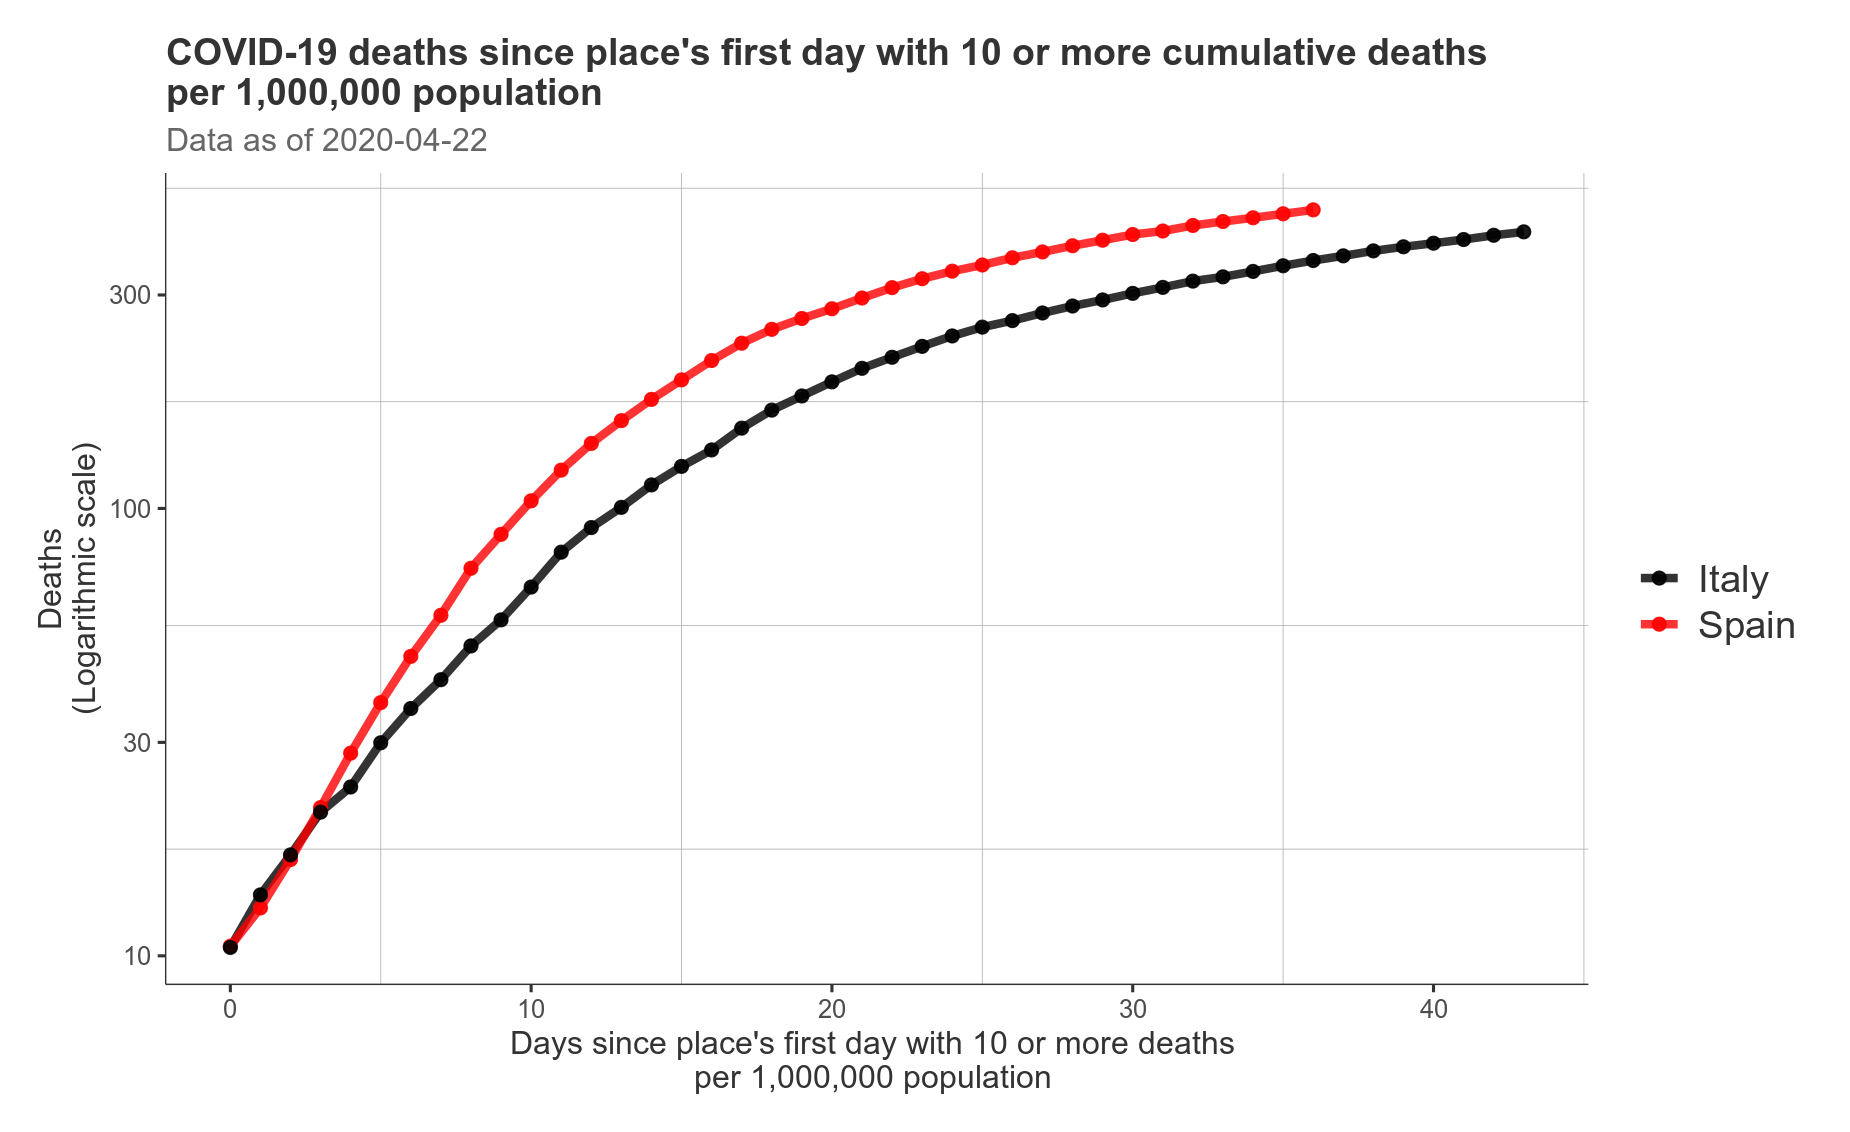 COVID-19 deaths since place's first day with 10 or more cumulative deaths
per 1,000,000 population
Data as of 2020-04-22
Deaths
(Logarithmic scale)
300
100
30
10
0
10
20
30
40
Days since place's first day with 10 or more deaths
per 1,000,000 population
Italy
Spain